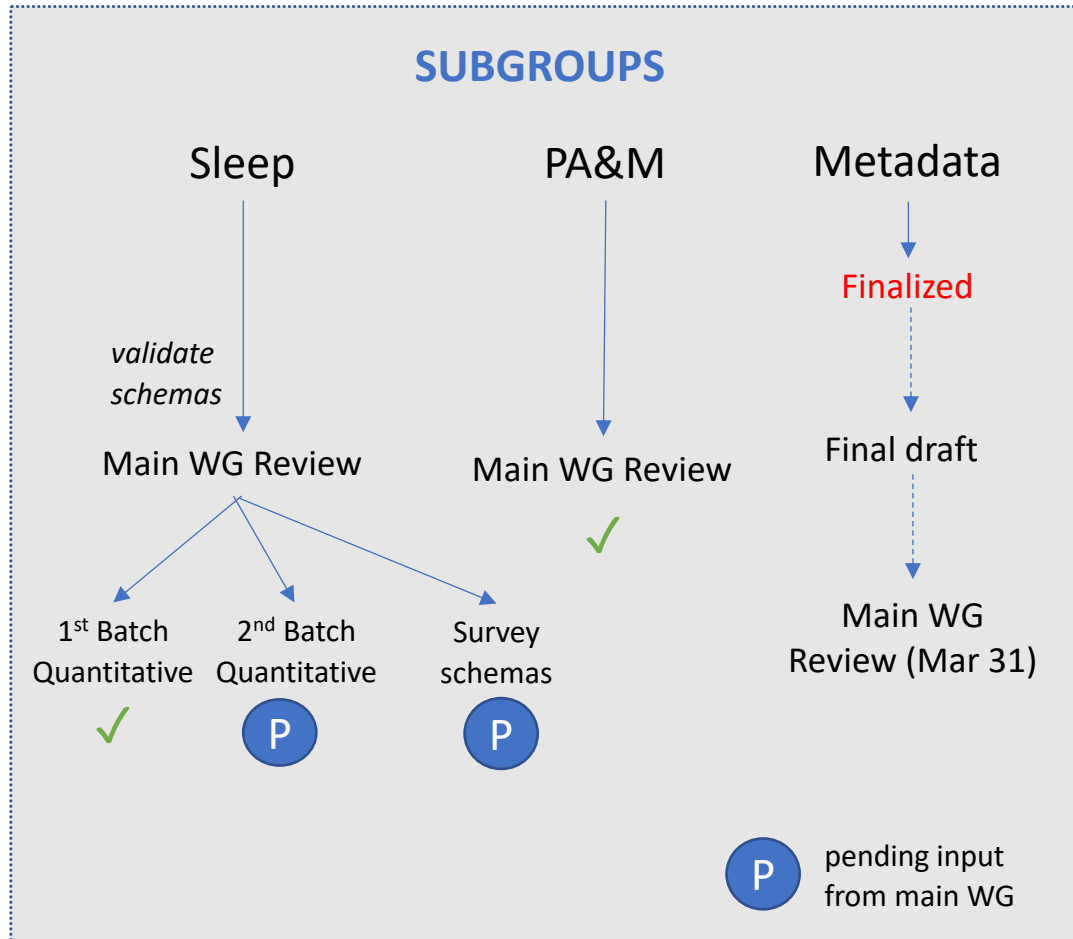 SUBGROUPS
Sleep
PA&M
Metadata
Finalized
validate
schemas
Final draft
Main WG Review
Main WG Review
✓
1st Batch
Quantitative
✓
2nd Batch
Quantitative
P
Survey
schemas
P
Main WG
Review (Mar 31)
P
pending input
from main WG